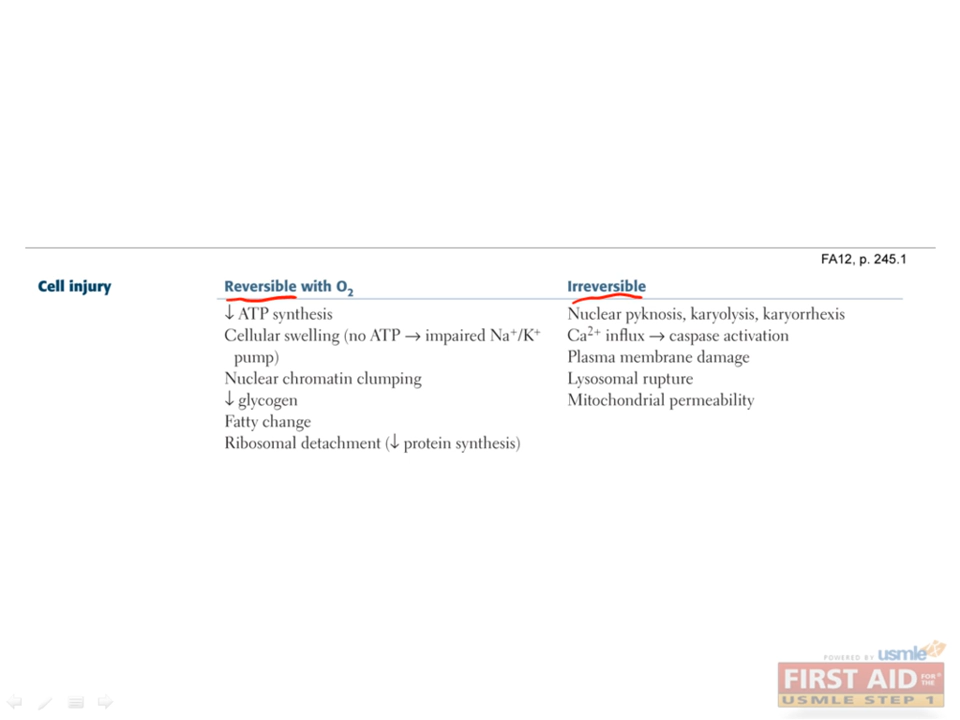 FA12, p. 245.1
Cell injury
Reversible with O₂
↓ ATP synthesis
Cellular swelling (no ATP → impaired Na⁺/K⁺
pump)
Nuclear chromatin clumping
↓ glycogen
Fatty change
Ribosomal detachment (↓ protein synthesis)
Irreversible
Nuclear pyknosis, karyolysis, karyorrhexis
Ca²⁺ influx → caspase activation
Plasma membrane damage
Lysosomal rupture
Mitochondrial permeability
POWERED BY usmle
FIRST AID FOR THE®
USMLE STEP 1